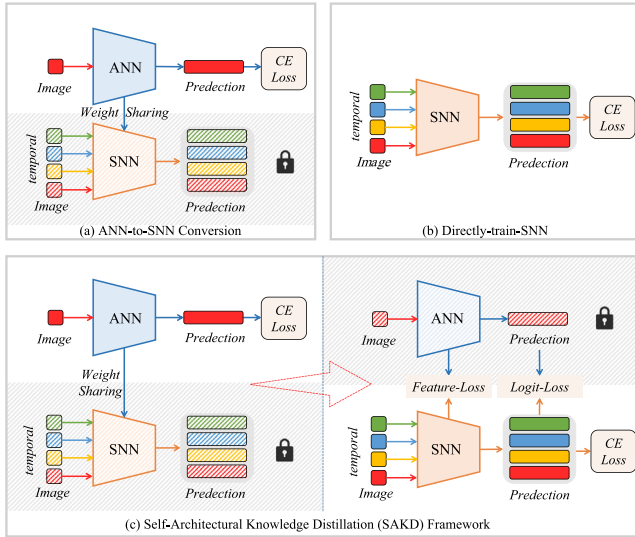 ANN
CE
Loss
Image
Predection
Weight Sharing
SNN
temporal
Image
Predection
(a) ANN-to-SNN Conversion
temporal
SNN
CE
Loss
Image
Predection
(b) Directly-train-SNN
ANN
CE
Loss
Image
Predection
Weight
Sharing
temporal
SNN
Image
Predection
ANN
Image
Predection
Feature-Loss
Logit-Loss
temporal
SNN
CE
Loss
Image
Predection
(c) Self-Architectural Knowledge Distillation (SAKD) Framework